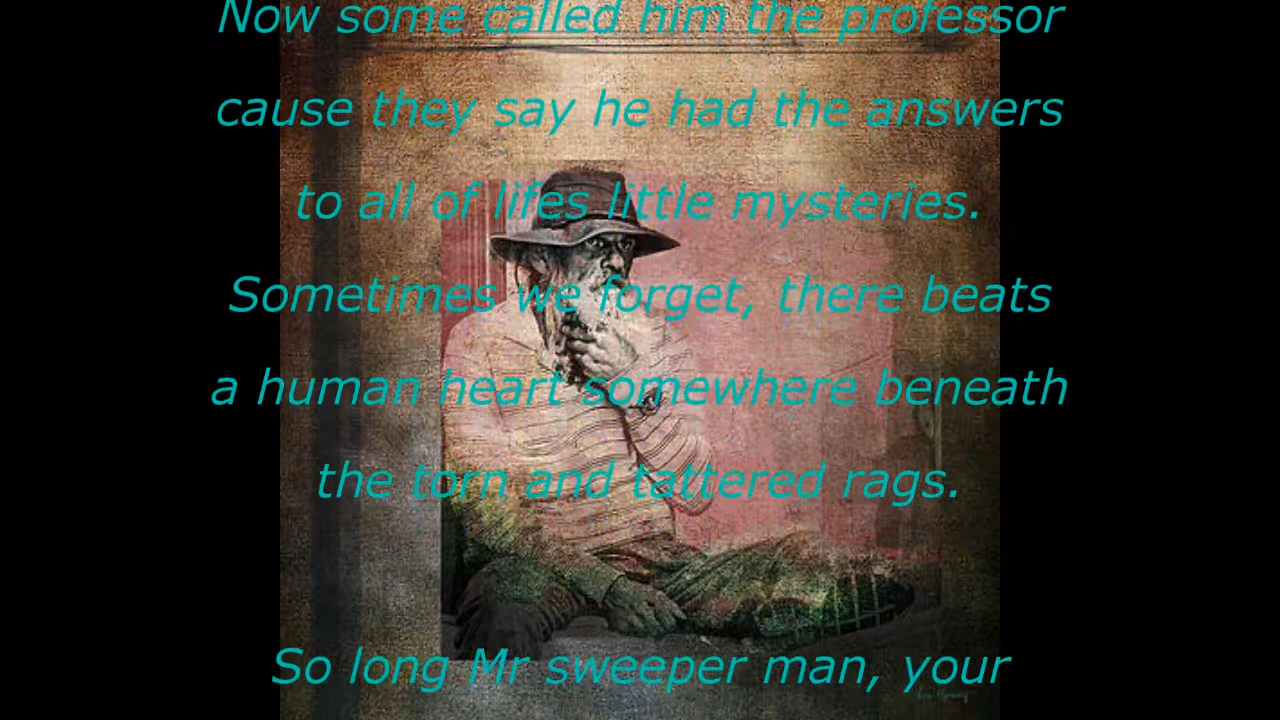 Now some called him the professor
cause they say he had the answers
to all of lifes little mysteries.
Sometimes we forget, there beats
a human heart somewhere beneath
the torn and tattered rags.
So long Mr sweeper man, your